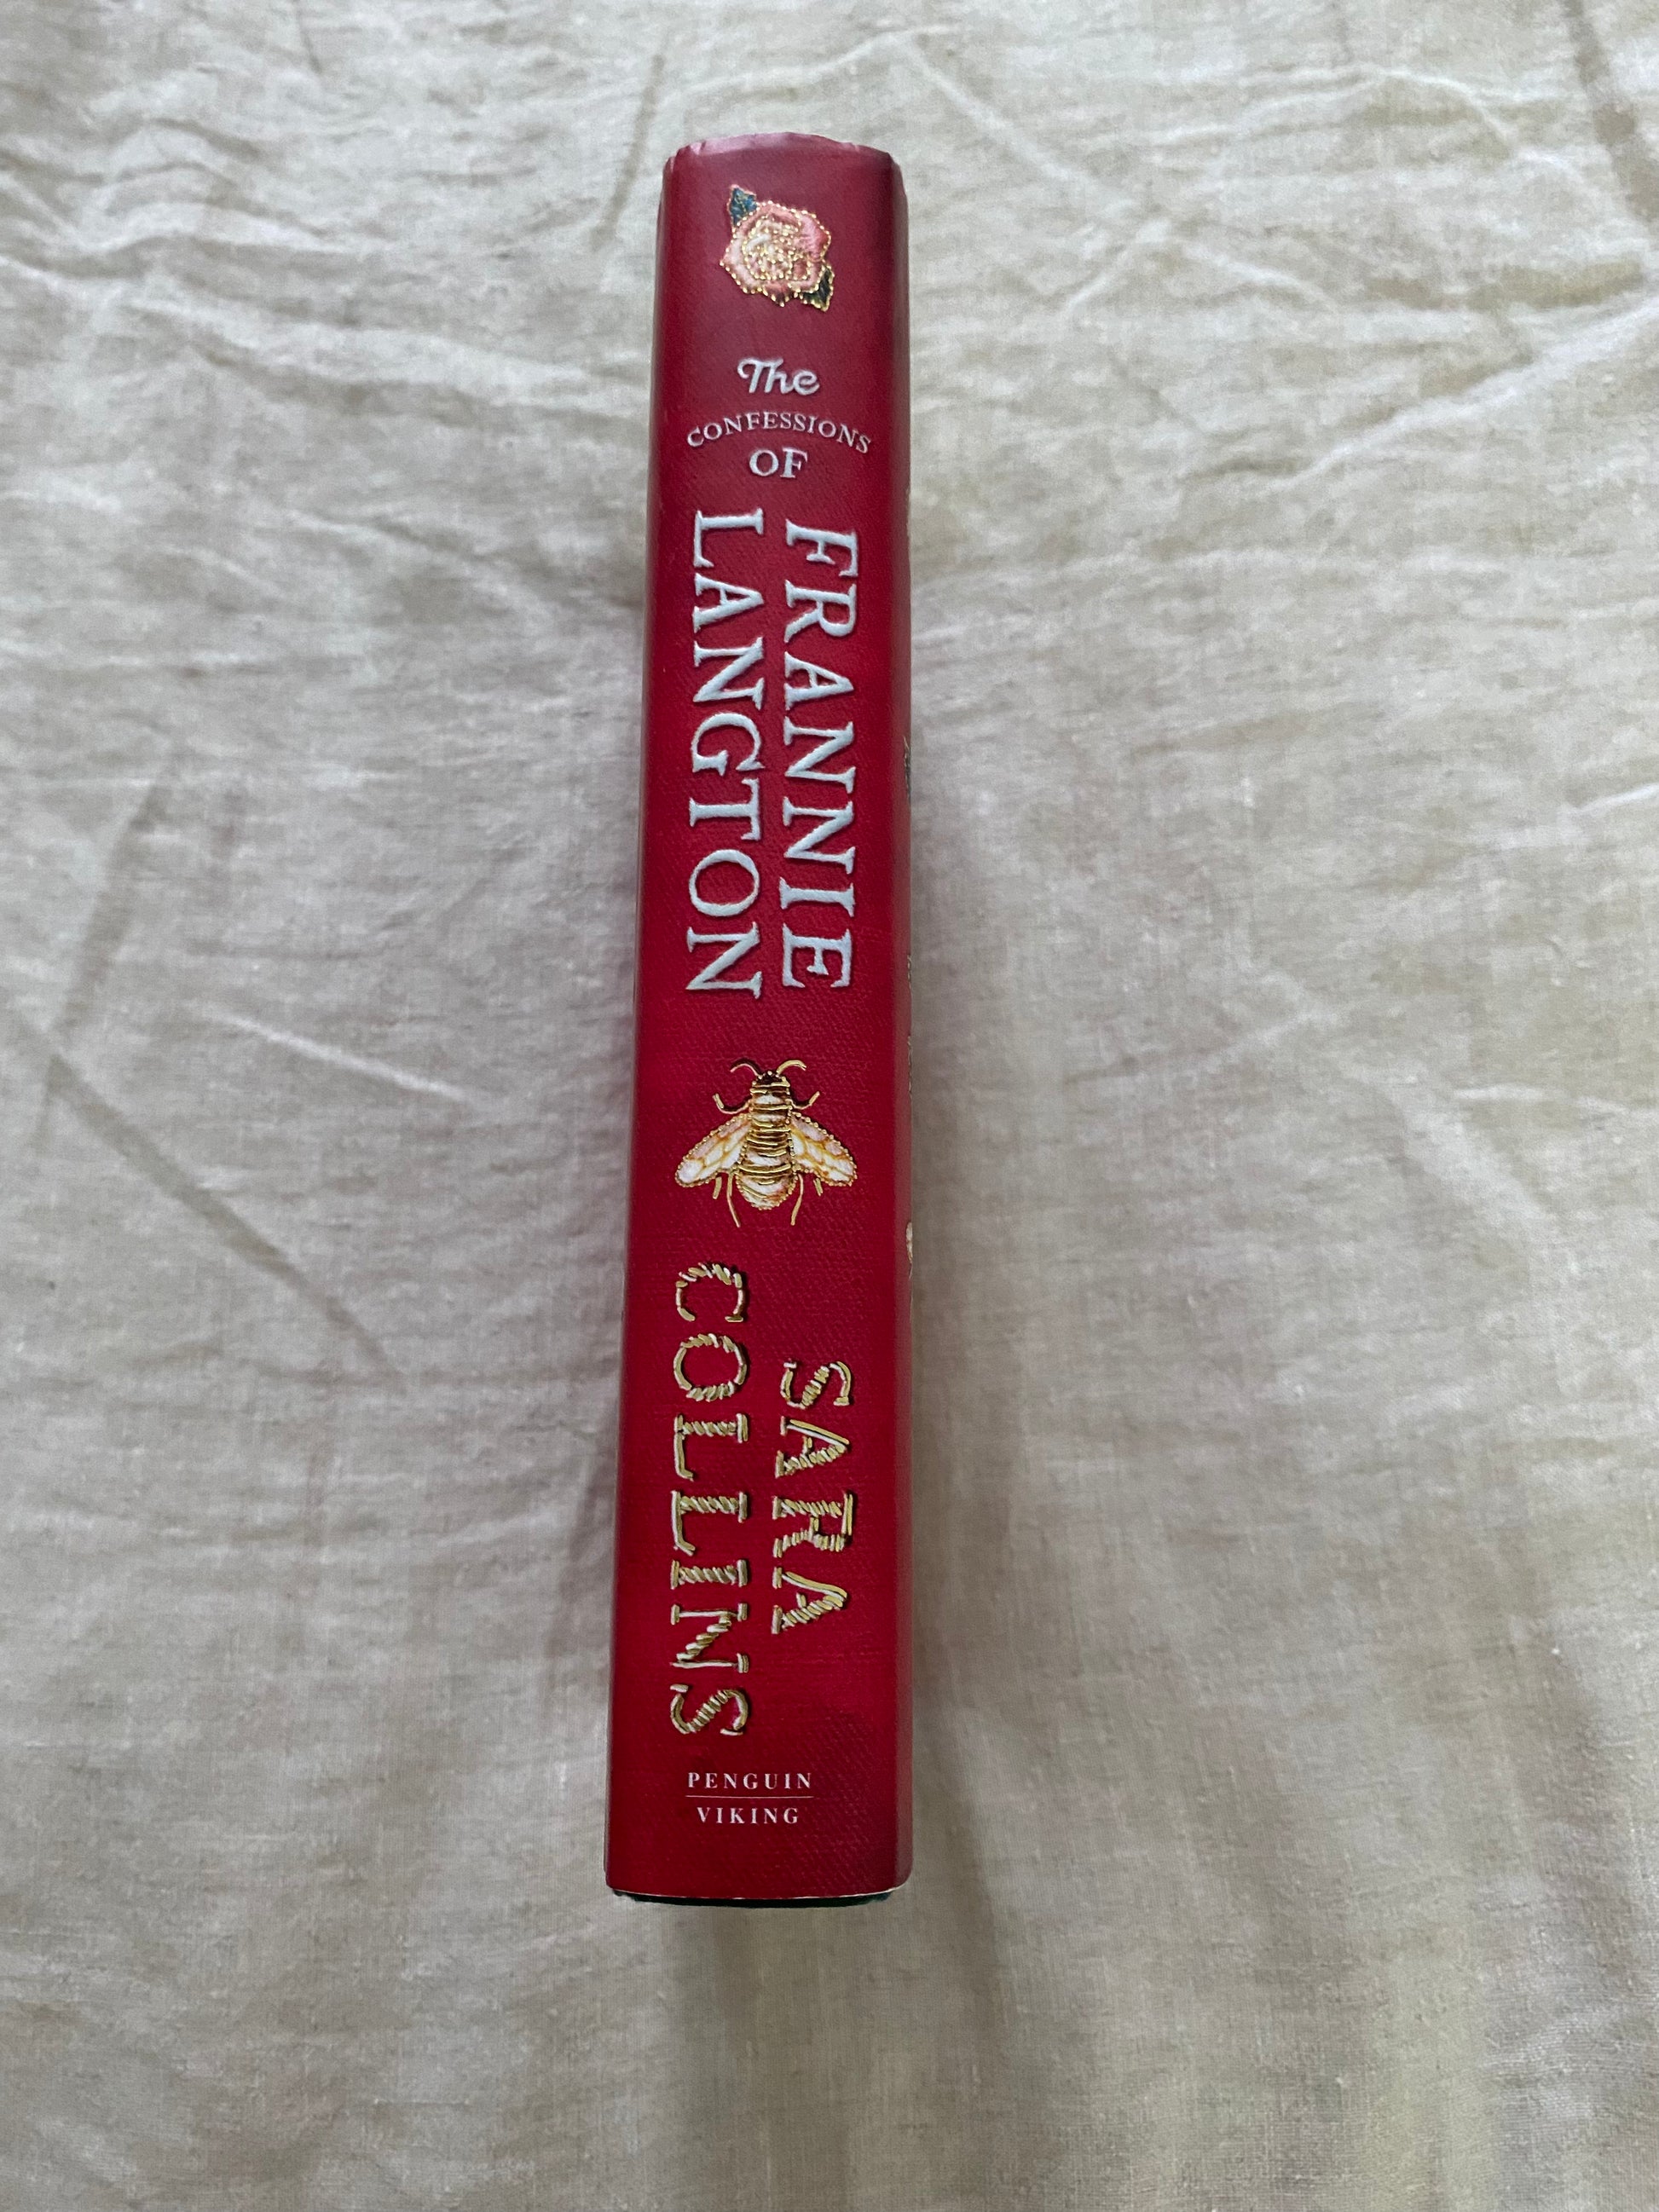 The
CONFESSIONS
OF
FRANNIE
LANGTON
SARA
COLLINS
PENGUIN
VIKING